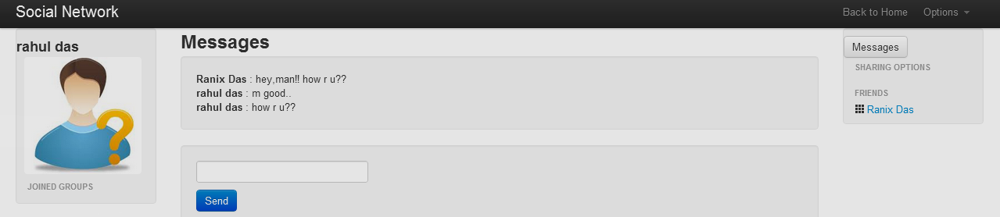 Social Network
Back to Home Options
rahul das
JOINED GROUPS
Messages
Ranix Das : hey,man!! how r u??
rahul das : m good..
rahul das : how r u??
Send
Messages
SHARING OPTIONS
FRIENDS
Ranix Das